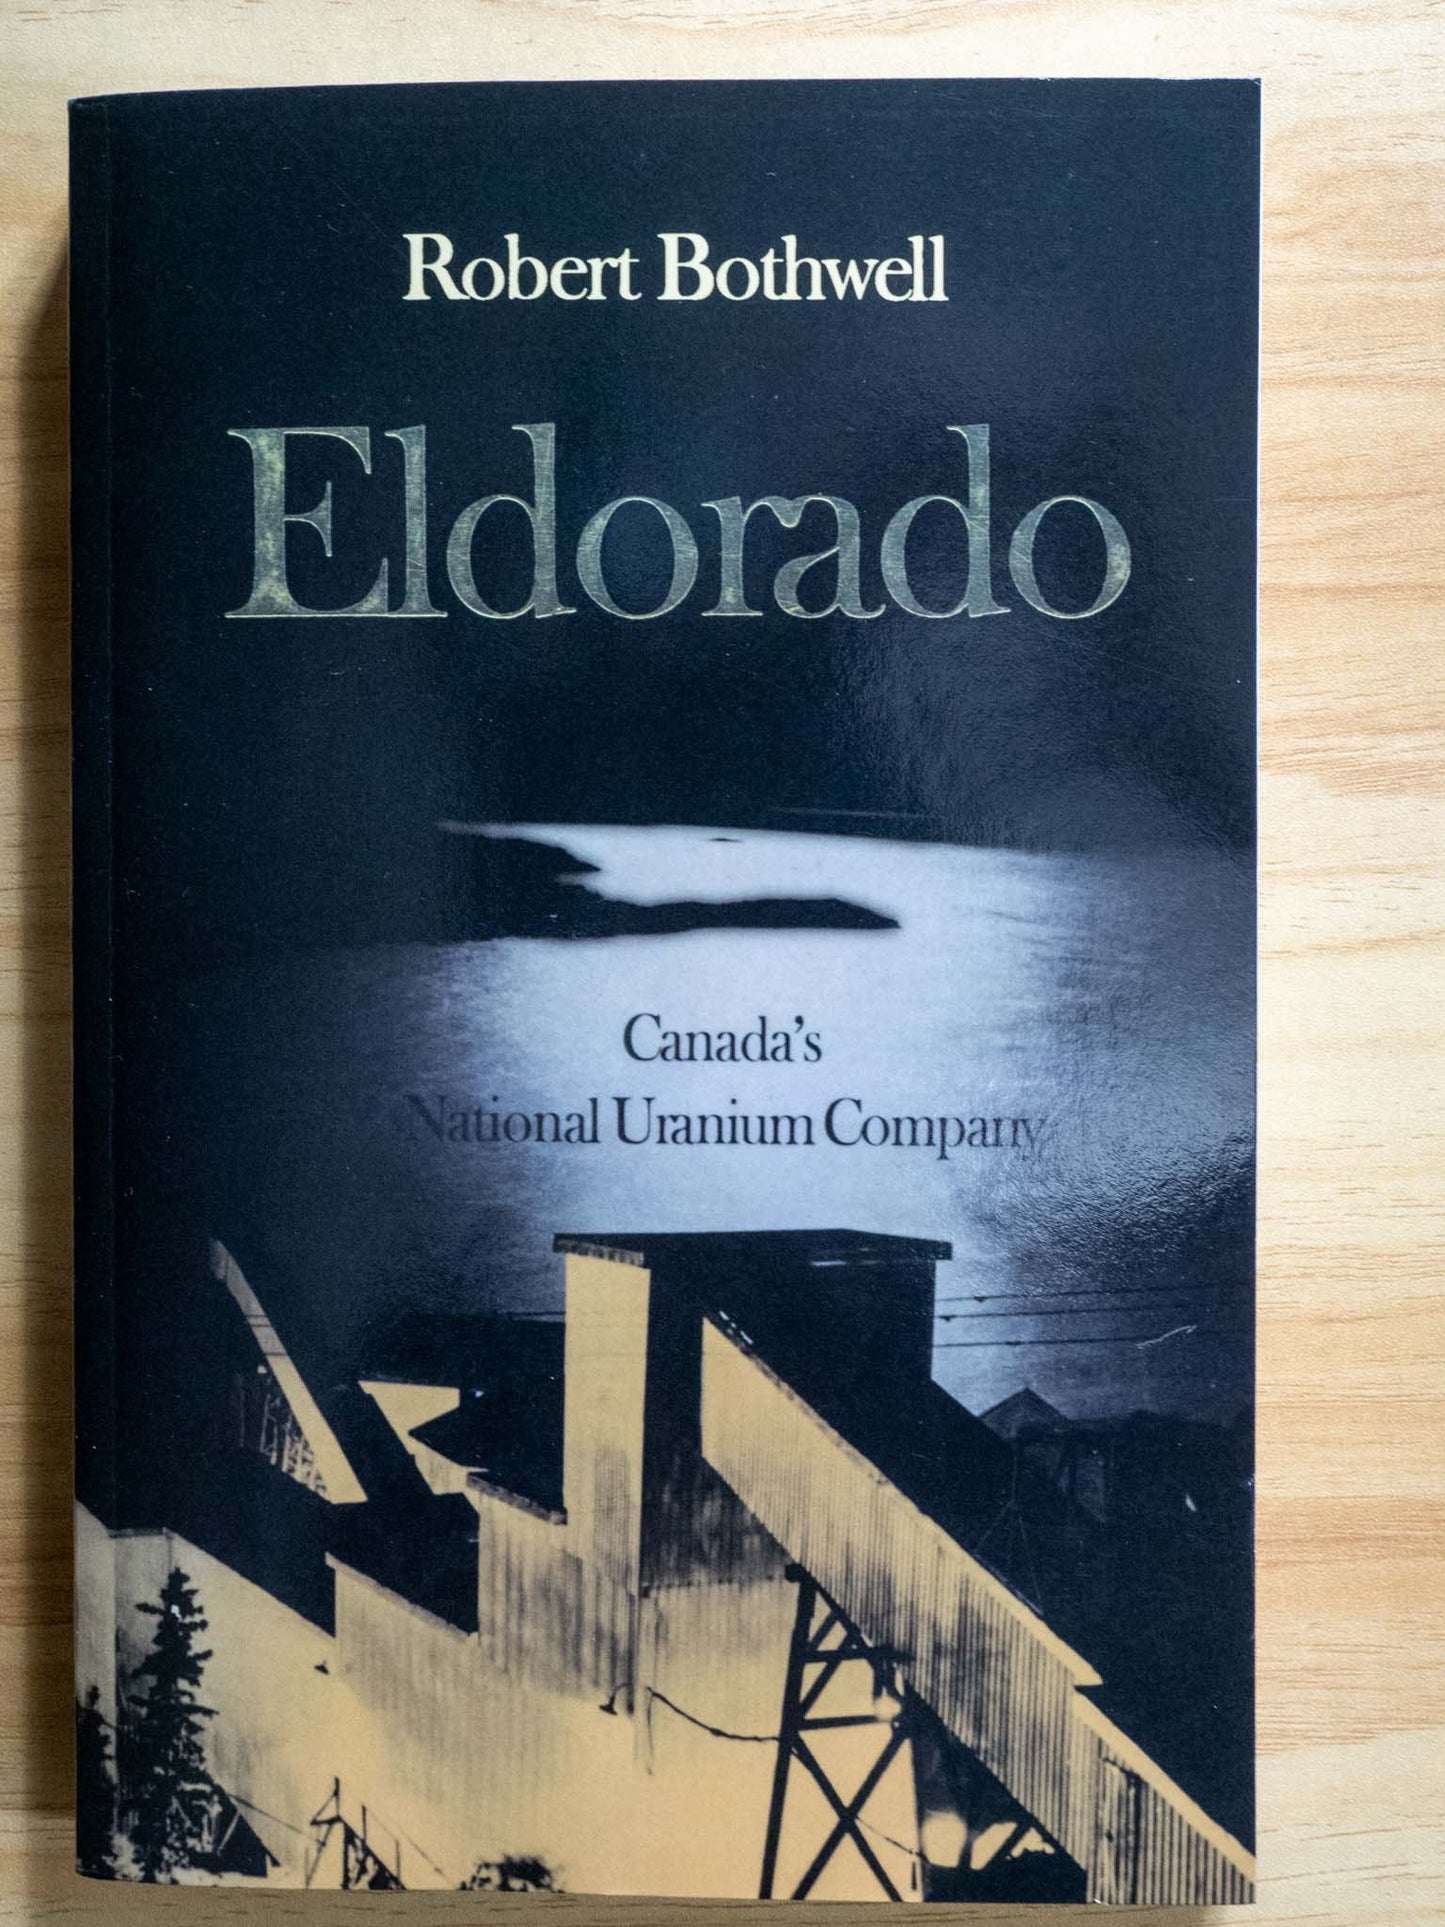 Robert Bothwell
Eldorado
Canada's
National Uranium Company